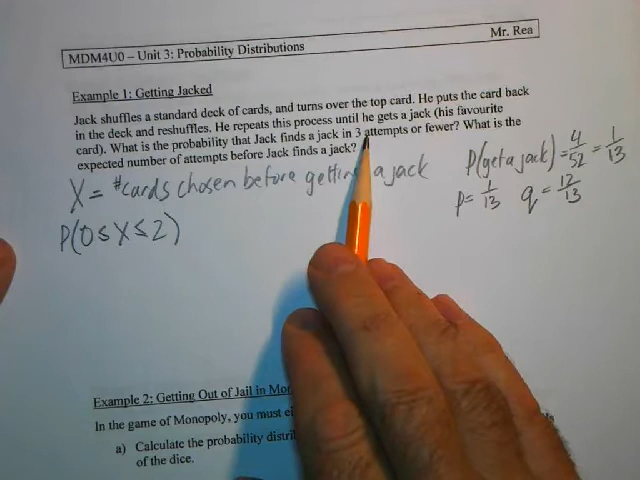 Mr. Rea
MDM4U0 – Unit 3: Probability Distributions
Example 1: Getting Jacked
Jack shuffles a standard deck of cards, and turns over the top card. He puts the card back
in the deck and reshuffles. He repeats this process until he gets a jack (his favourite
card). What is the probability that Jack finds a jack in 3 attempts or fewer? What is the
expected number of attempts before Jack finds a jack?
X = #cards chosen before getting a jack
P(0 ≤ X ≤ 2)
P(get a jack) = 4/52 = 1/13
p = 1/13 q = 12/13
Example 2: Getting Out of Jail in
In the game of Monopoly, you must
a) Calculate the probability
of the dice.